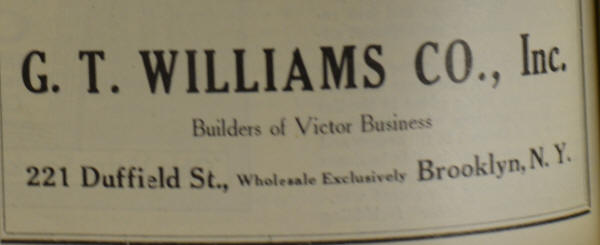 G. T. WILLIAMS CO., Inc.
Builders of Victor Business
221 Duffield St., Wholesale Exclusively Brooklyn, N. Y.